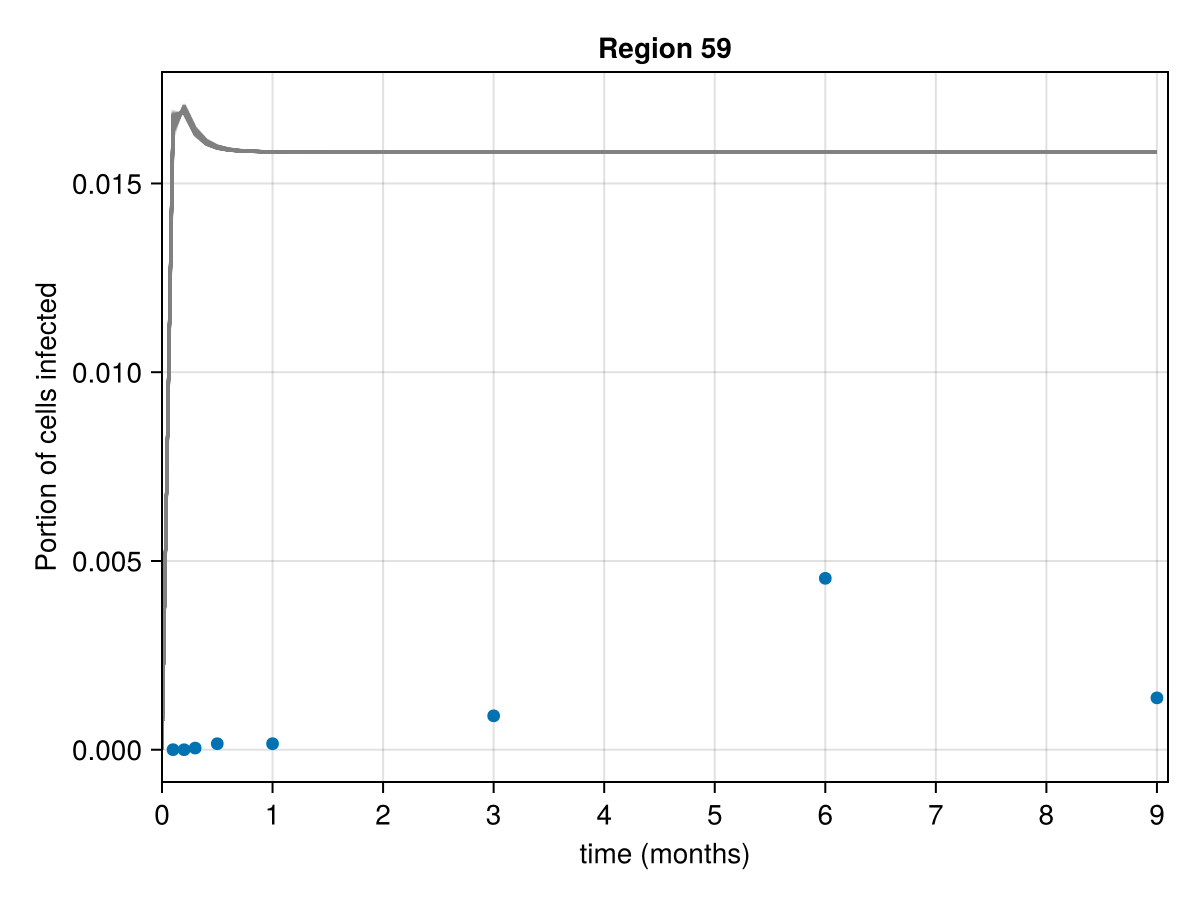 Region 59
Portion of cells infected
0.015
0.010
0.005
0.000
0 1 2 3 4 5 6 7 8 9
time (months)